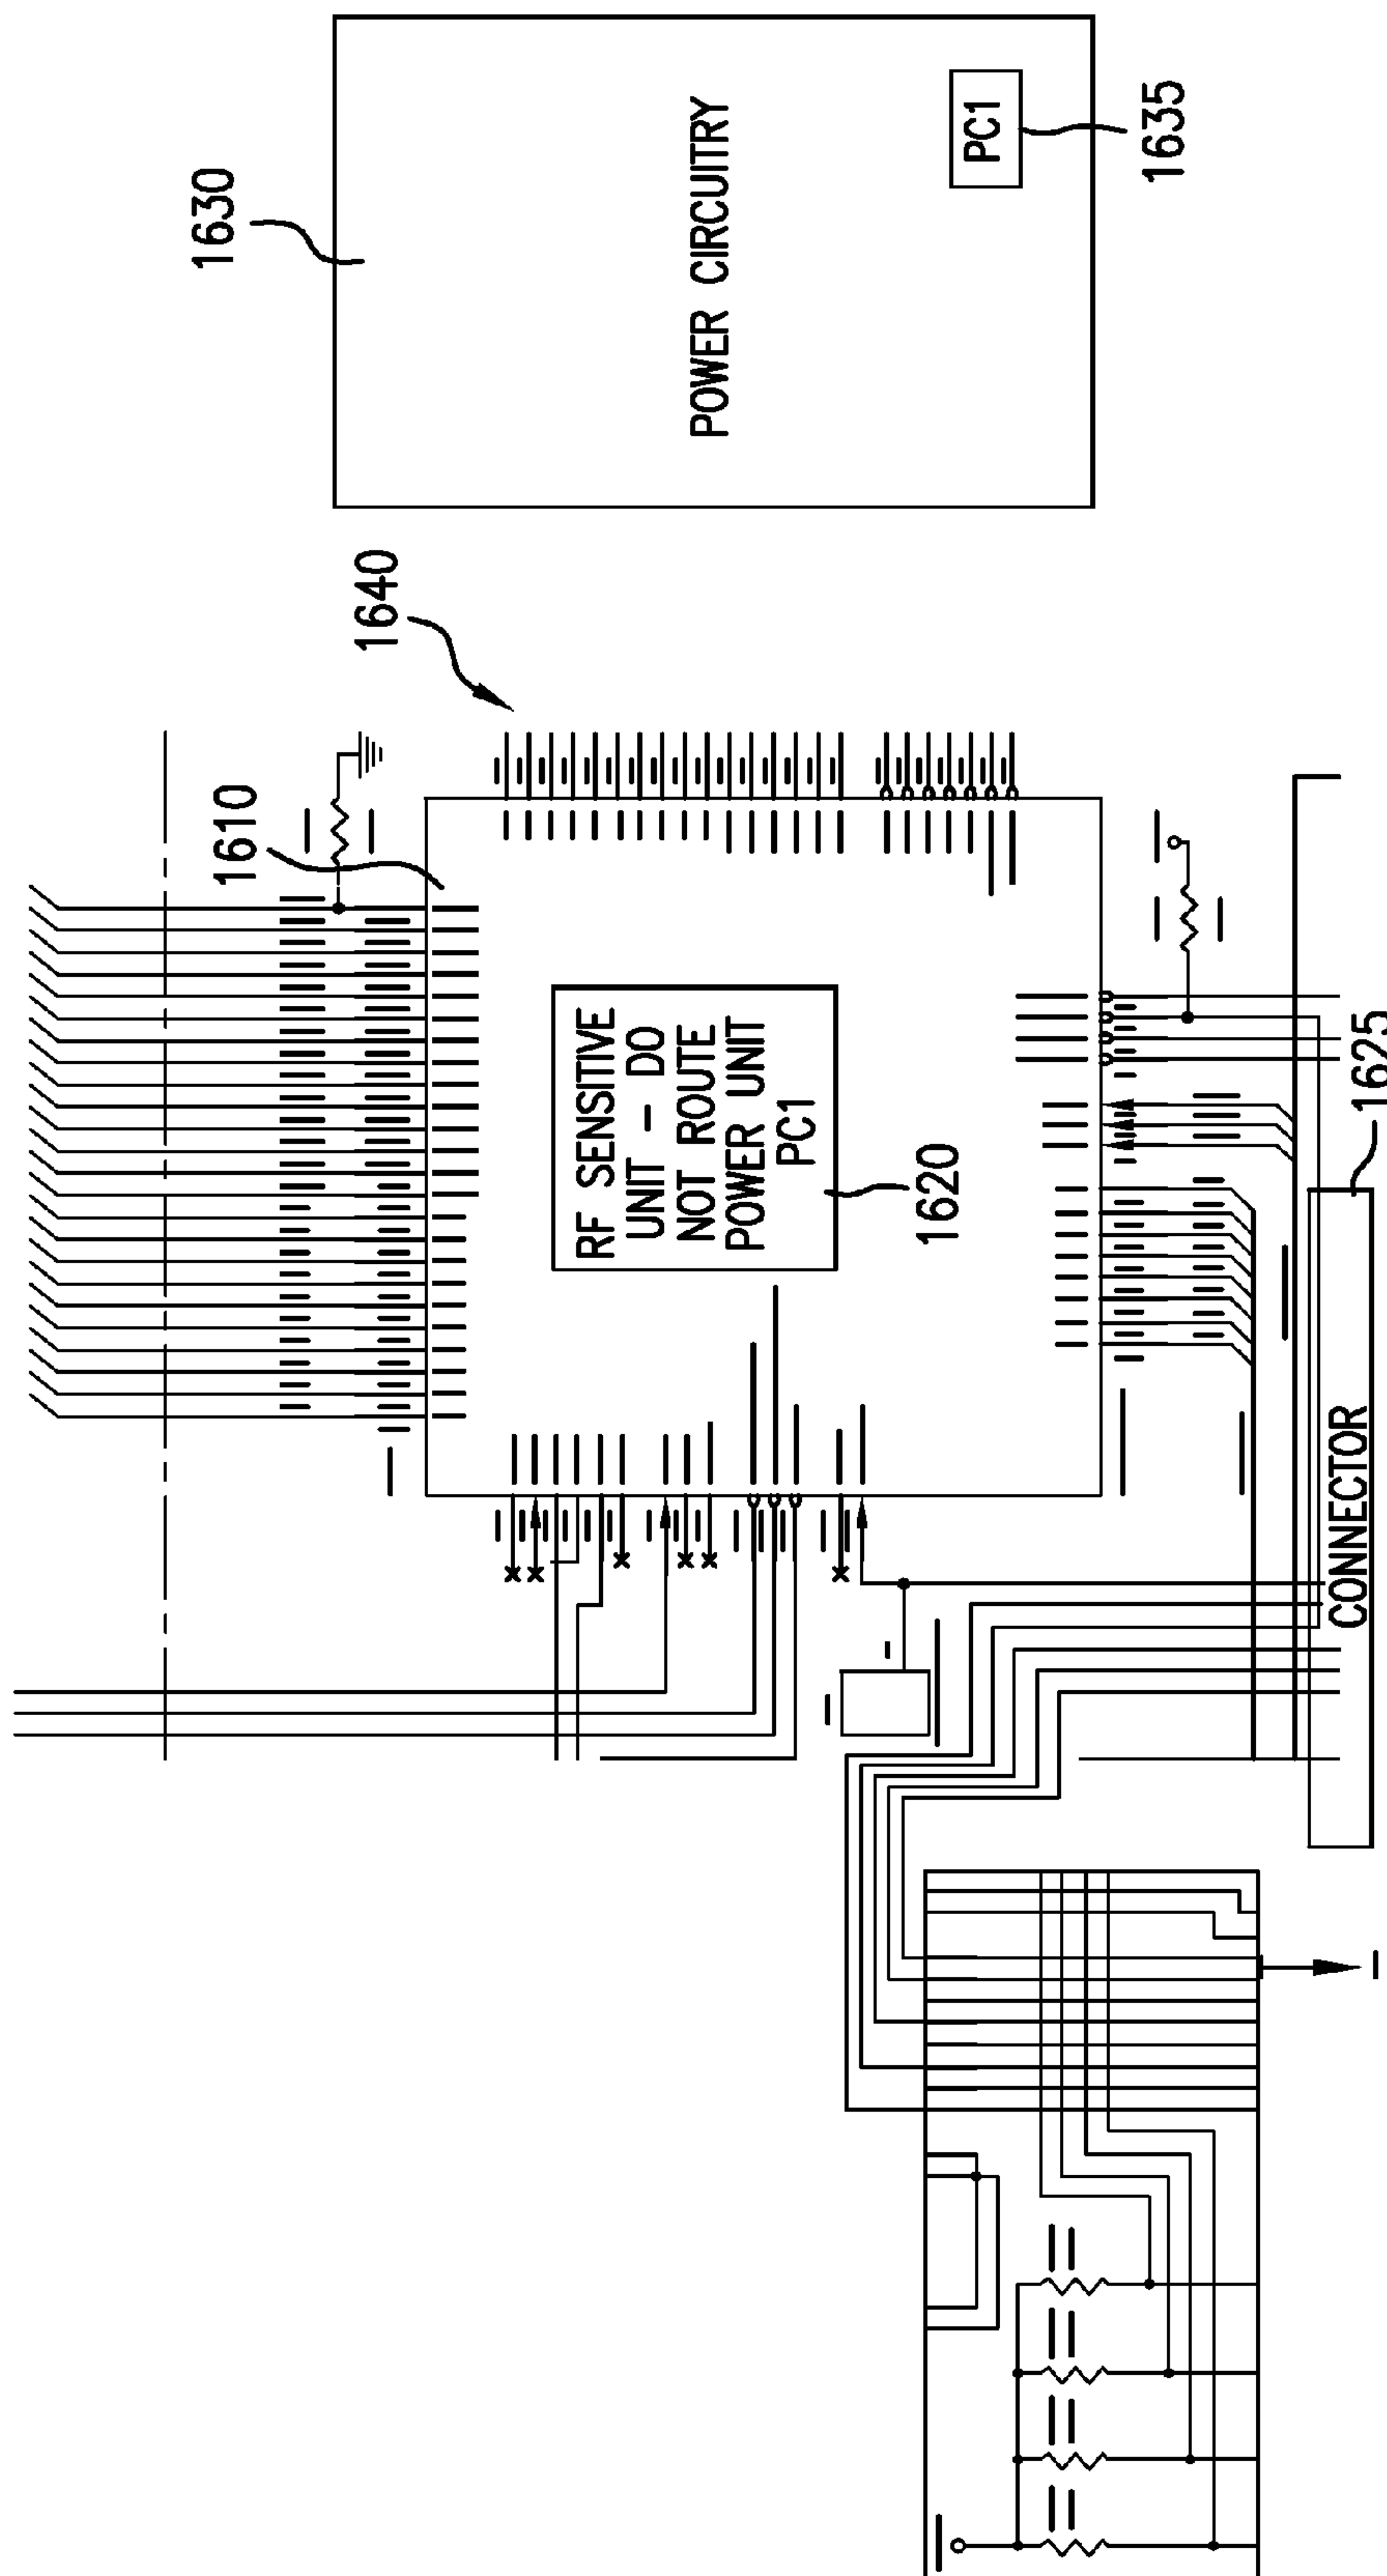 1630
POWER CIRCUITRY
PC1
1635
1640
1610
RF SENSITIVE
UNIT - DO
NOT ROUTE
POWER UNIT
PC1
1620
1625
CONNECTOR